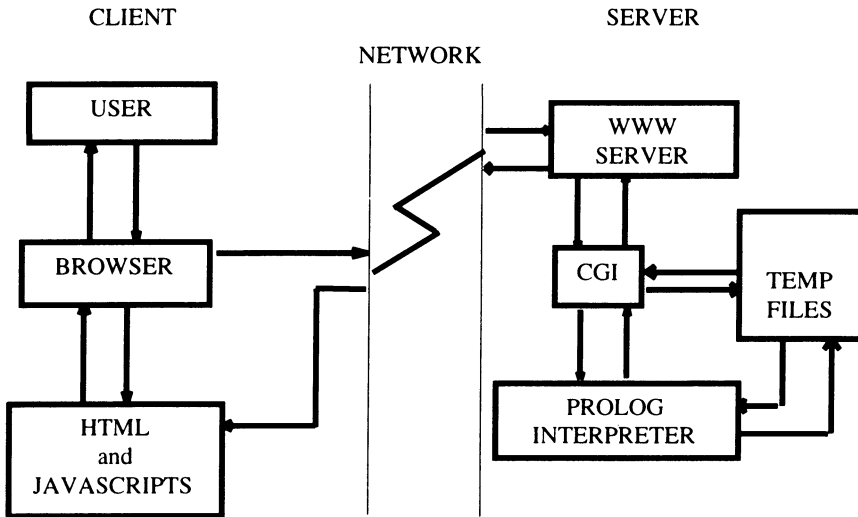 CLIENT
SERVER
NETWORK
USER
BROWSER
HTML
and
JAVASCRIPTS
WWW
SERVER
CGI
TEMP
FILES
PROLOG
INTERPRETER